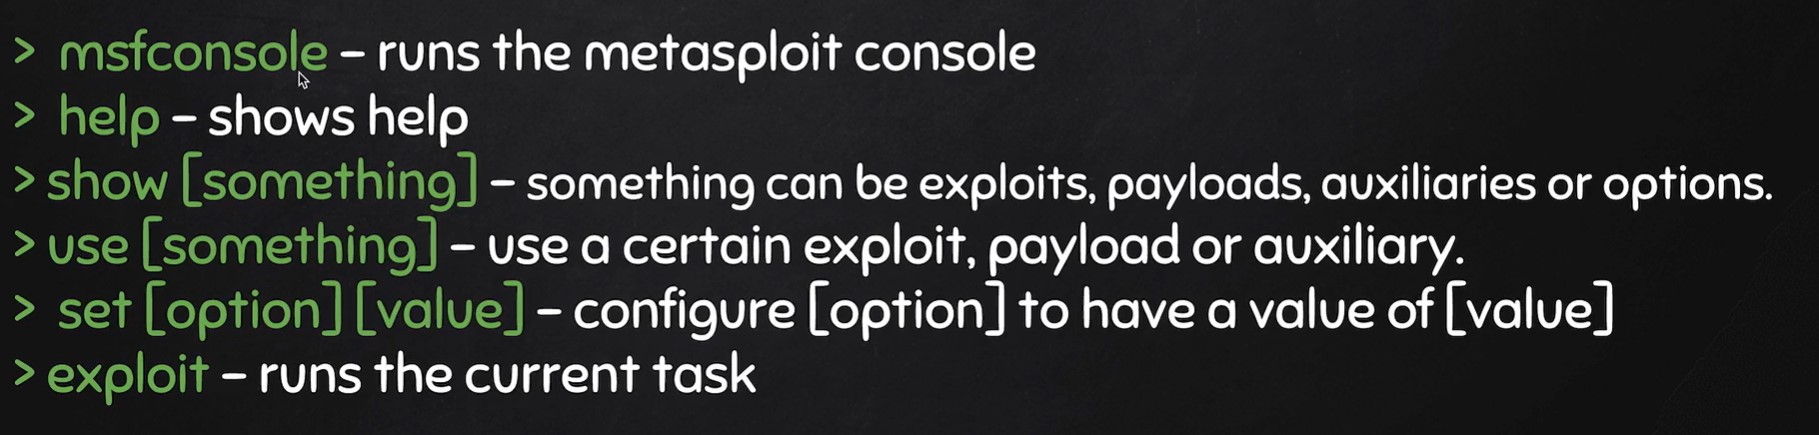 > msfconsole – runs the metasploit console
> help – shows help
> show [something] – something can be exploits, payloads, auxiliaries or options.
> use [something] – use a certain exploit, payload or auxiliary.
> set [option] [value] – configure [option] to have a value of [value]
> exploit – runs the current task